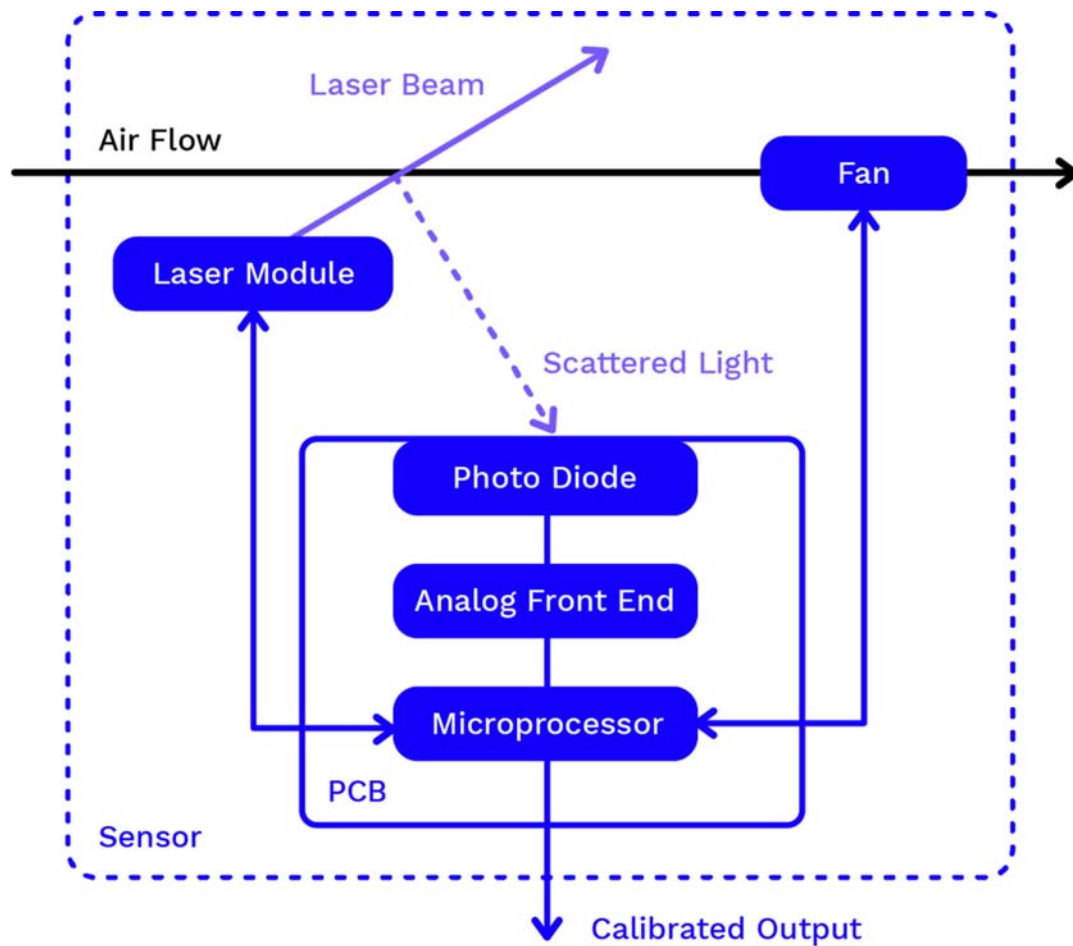 Laser Beam
Air Flow
Fan
Laser Module
Scattered Light
Photo Diode
Analog Front End
Microprocessor
PCB
Sensor
Calibrated Output